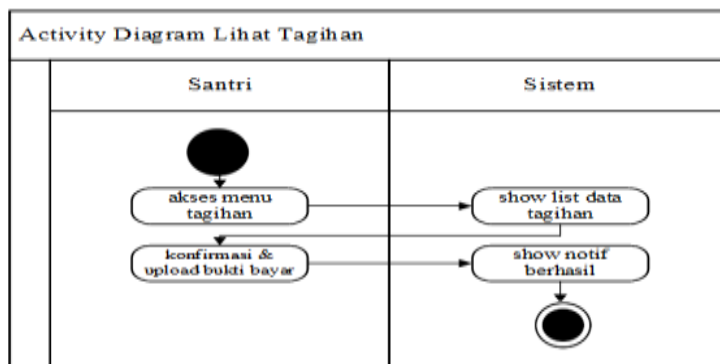 Activity Diagram Lihat Tagihan
Santri
Sistem
akses menu
tagihan
show list data
tagihan
konfirmasi &
upload bukti bayar
show notif
berhasil